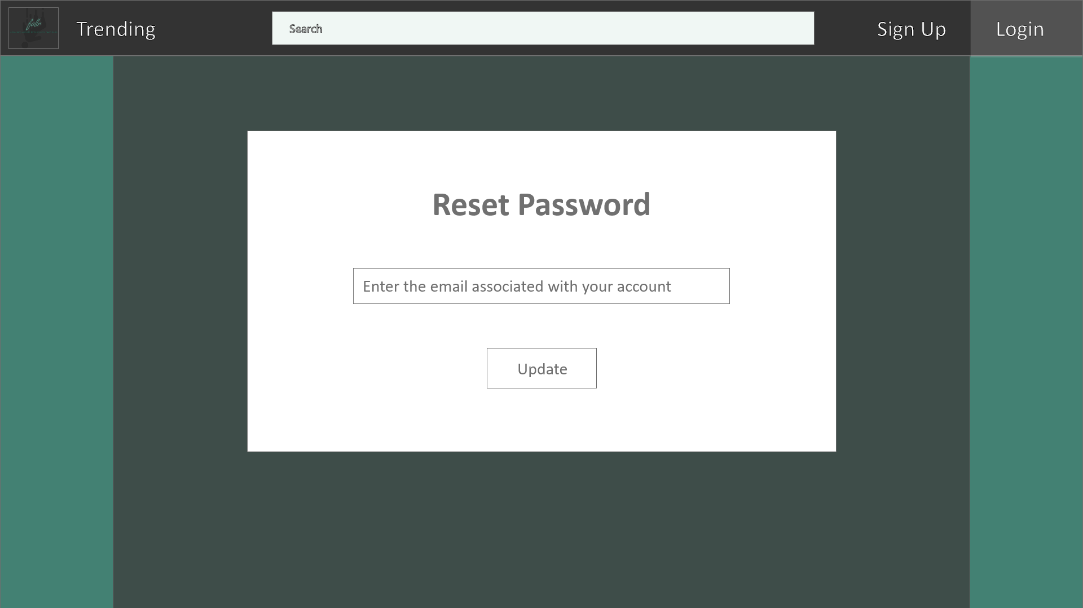 Trending
Search
Sign Up
Login
Reset Password
Enter the email associated with your account
Update